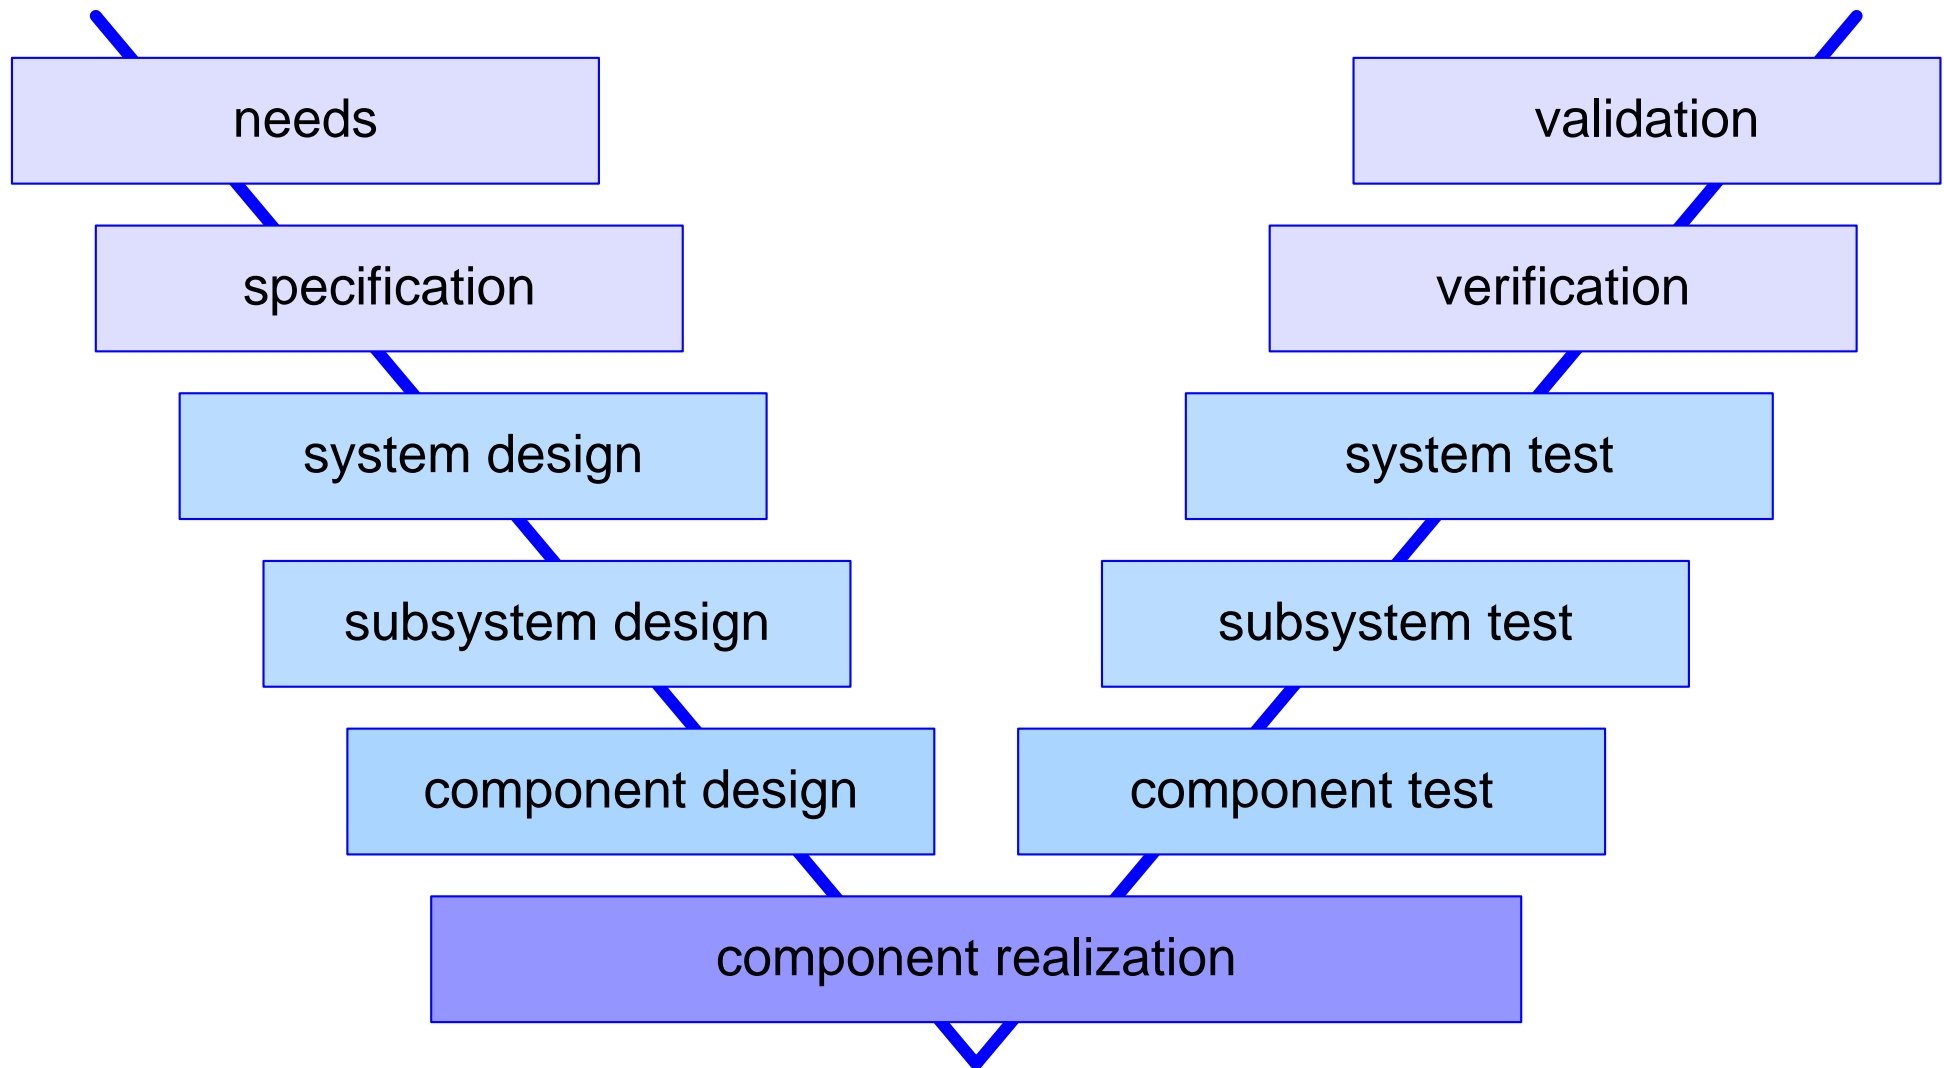 needs
validation
specification
verification
system design
system test
subsystem design
subsystem test
component design
component test
component realization